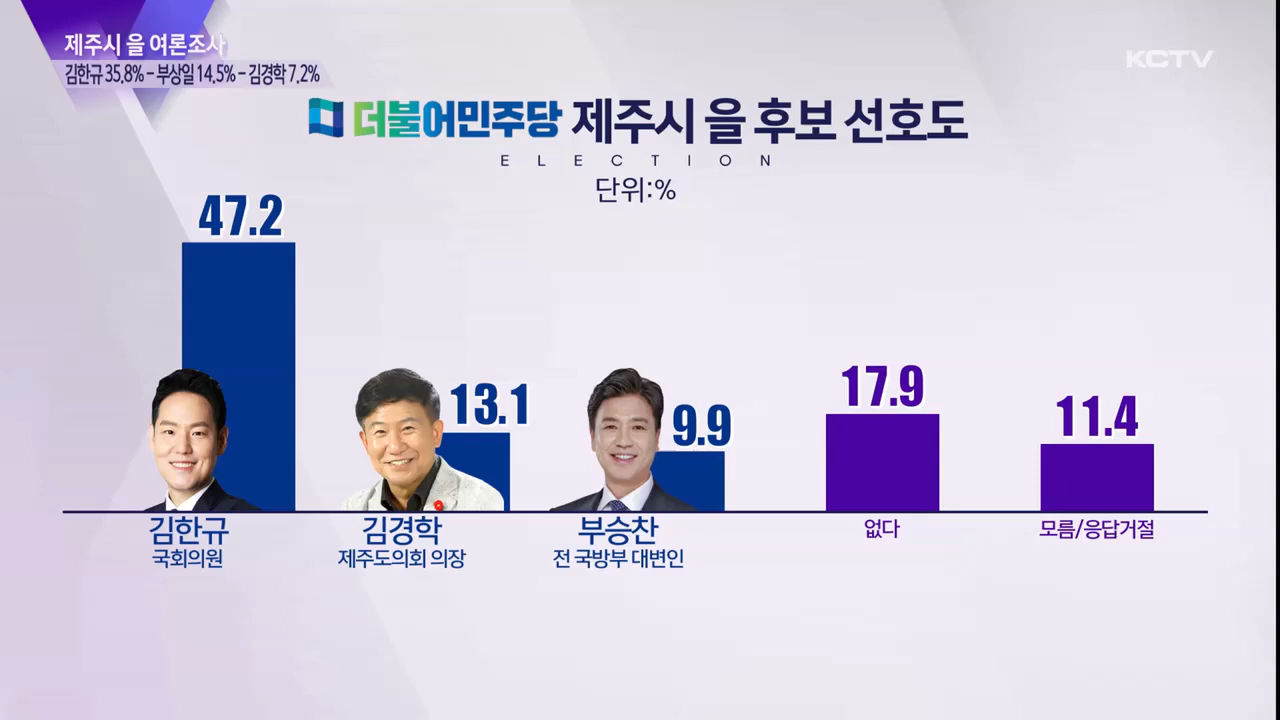 제주시 을 여론조사
김한규 35.8% – 부상일 14.5% – 김경학 7.2%
KCTV
더불어민주당 제주시 을 후보 선호도
ELECTION
단위:%
47.2
13.1
9.9
17.9
11.4
김한규
국회의원
김경학
제주도의회 의장
부승찬
전 국방부 대변인
없다
모름/응답거절